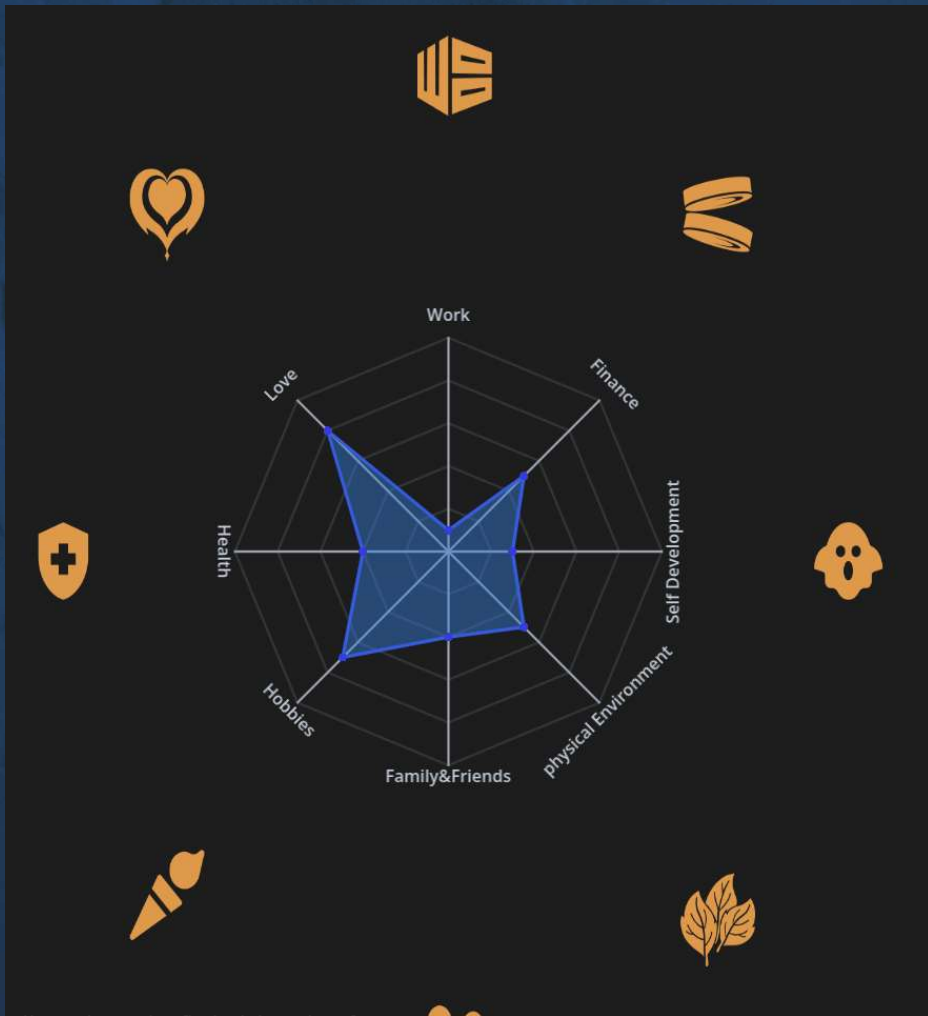 Work
Love
Finance
Health
Self Development
Hobbies
physical Environment
Family&Friends